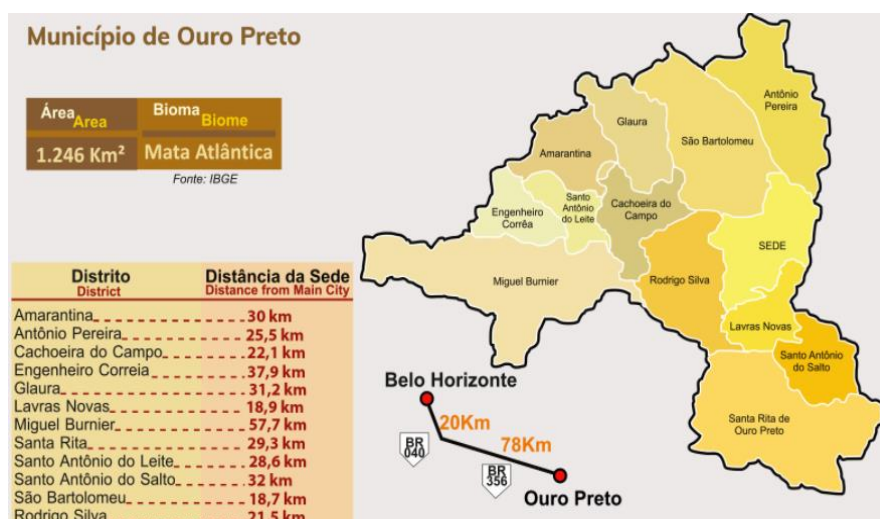 Município de Ouro Preto
Área
Area
Bioma
Biome
1.246 Km²
Mata Atlântica
Fonte: IBGE
Distrito
District
Distância da Sede
Distance from Main City
Amarantina 30 km
Antônio Pereira 25,5 km
Cachoeira do Campo 22,1 km
Engenheiro Correia 37,9 km
Glaura 31,2 km
Lavras Novas 18,9 km
Miguel Burnier 57,7 km
Santa Rita 29,3 km
Santo Antônio do Leite 28,6 km
Santo Antônio do Salto 32 km
São Bartolomeu 18,7 km
Rodrigo Silva 21,5 km
Antônio
Pereira
Glaura
São Bartolomeu
Amarantina
Santo
Antônio
do Leite
Cachoeira do
Campo
Engenheiro
Corrêa
SEDE
Miguel Burnier
Rodrigo Silva
Lavras Novas
Santo Antônio
do Salto
Santa Rita de
Ouro Preto
Belo Horizonte
20Km
BR
040
78Km
BR
356
Ouro Preto